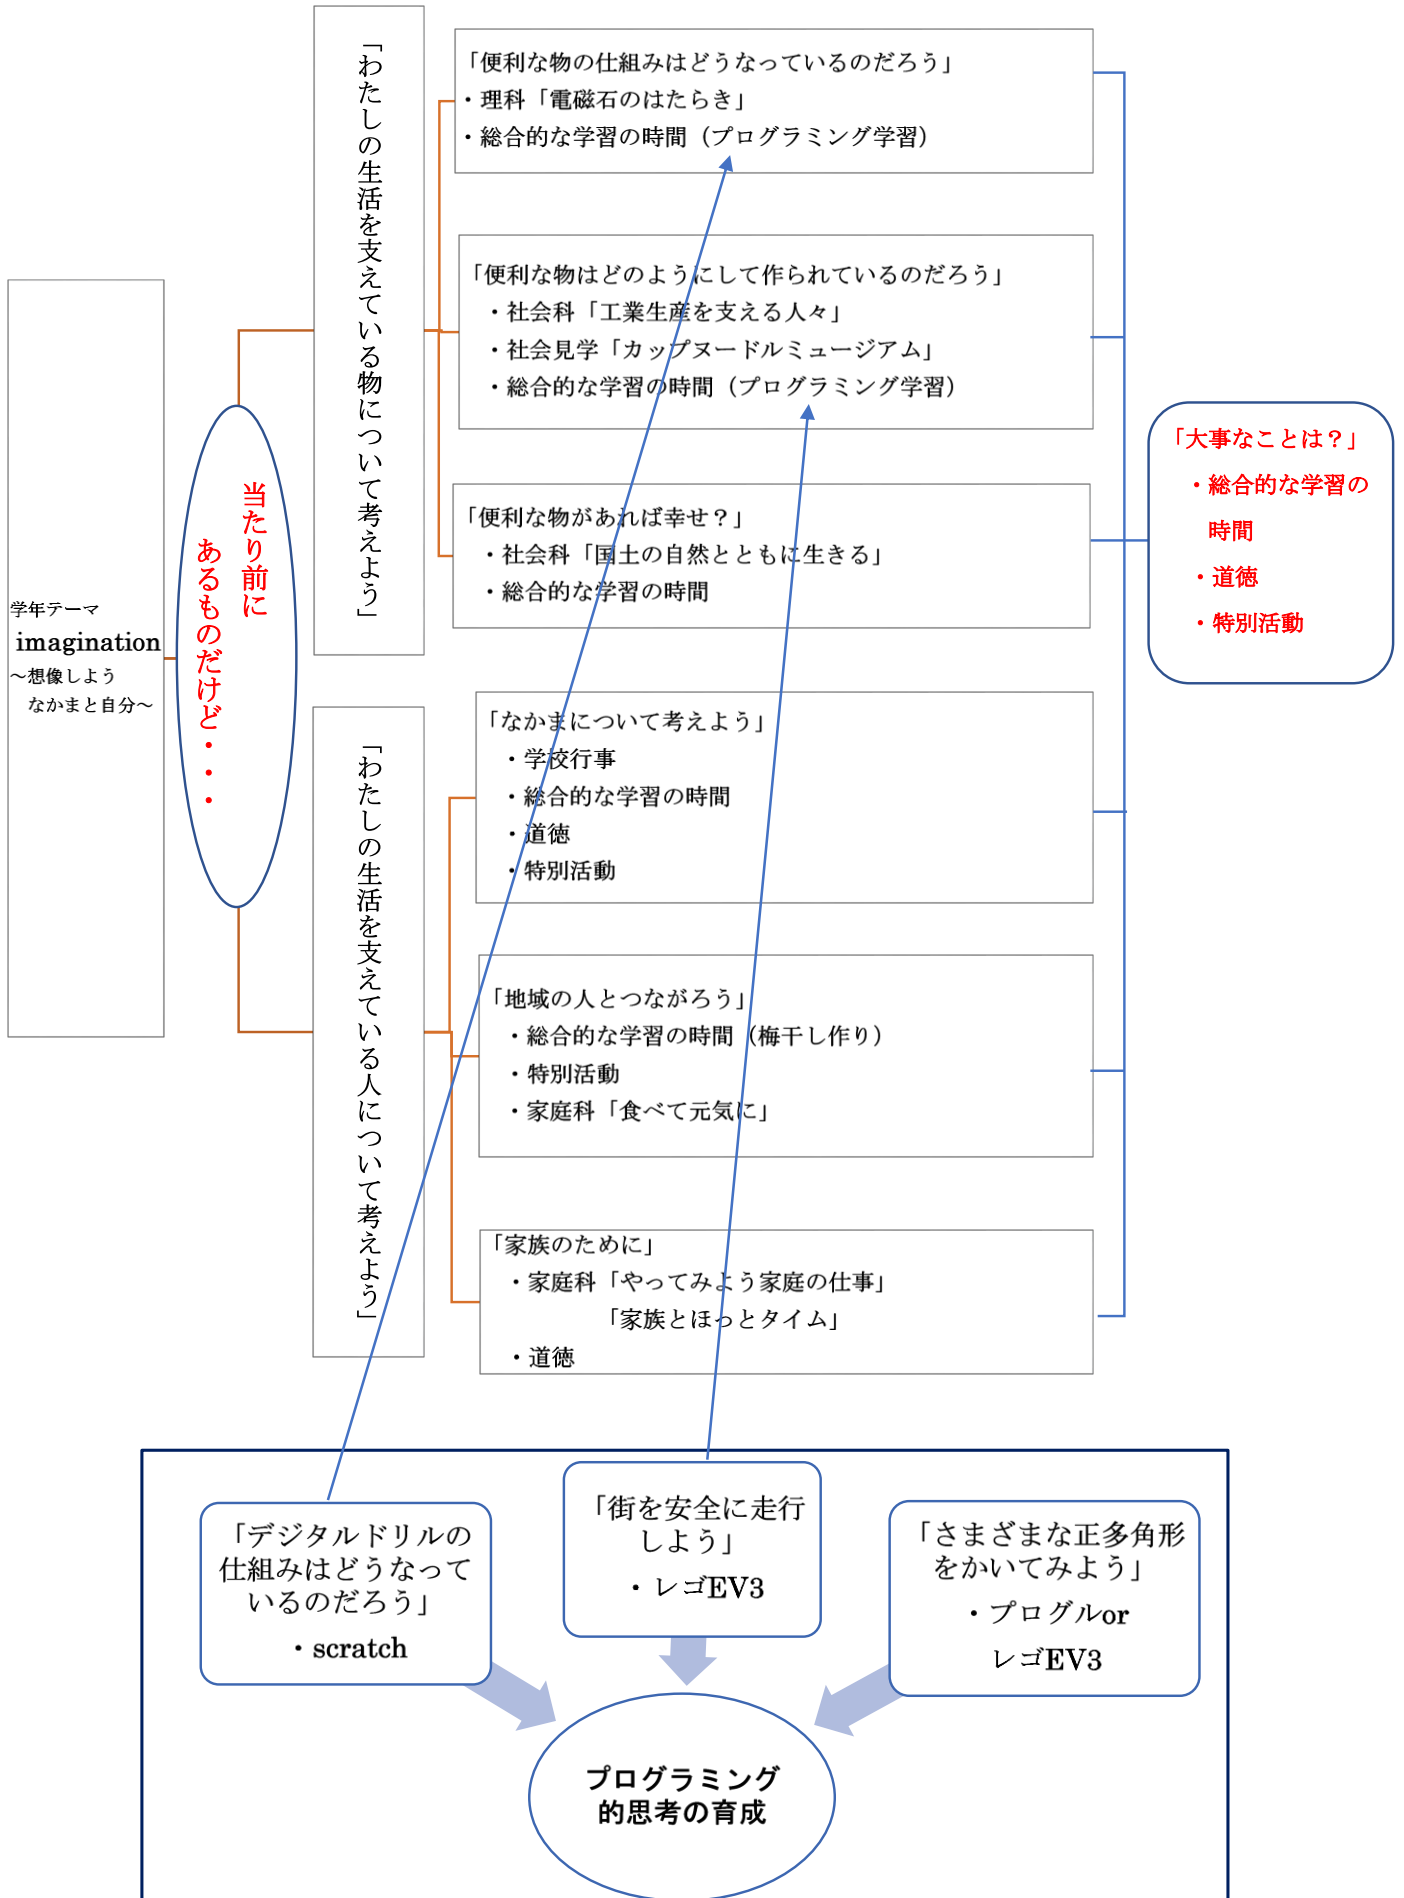 学年テーマ
imagination
～想像しよう
なかまと自分～
当たり前に
あるものだけど・・・
「わたしの生活を支えている物について考えよう」
「便利な物の仕組みはどうなっているのだろう」
・理科「電磁石のはたらき」
・総合的な学習の時間（プログラミング学習）
「便利な物はどのようにして作られているのだろう」
・社会科「工業生産を支える人々」
・社会見学「カップヌードルミュージアム」
・総合的な学習の時間（プログラミング学習）
「便利な物があれば幸せ？」
・社会科「国土の自然とともに生きる」
・総合的な学習の時間
「わたしの生活を支えている人について考えよう」
「なかまについて考えよう」
・学校行事
・総合的な学習の時間
・道徳
・特別活動
「地域の人とつながろう」
・総合的な学習の時間（梅干し作り）
・特別活動
・家庭科「食べて元気に」
「家族のために」
・家庭科「やってみよう家庭の仕事」
「家族とほっとタイム」
・道徳
「大事なことは？」
・総合的な学習の
時間
・道徳
・特別活動
「デジタルドリルの
仕組みはどうなって
いるのだろう」
・scratch
「街を安全に走行
しよう」
・レゴEV3
「さまざまな正多角形
をかいてみよう」
・プログルor
レゴEV3
プログラミング
的思考の育成